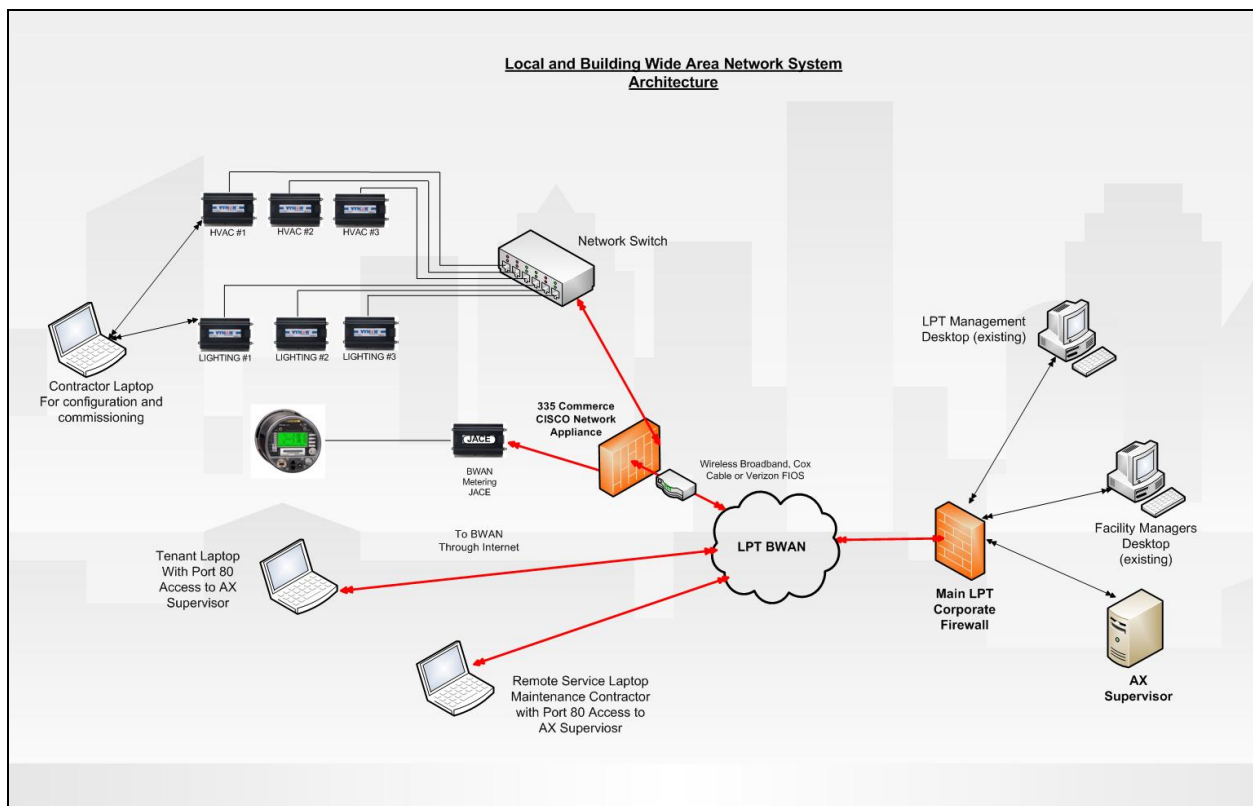 Local and Building Wide Area Network System
Architecture
HVAC #1
HVAC #2
HVAC #3
Network Switch
LIGHTING #1
LIGHTING #2
LIGHTING #3
Contractor Laptop
For configuration and
commissioning
LPT Management
Desktop (existing)
335 Commerce
CISCO Network
Appliance
JACE
BWAN
Metering
JACE
Wireless Broadband, Cox
Cable or Verizon FIOS
To BWAN
Through Internet
LPT BWAN
Facility Managers
Desktop
(existing)
Tenant Laptop
With Port 80
Access to AX
Supervisor
Main LPT
Corporate
Firewall
Remote Service Laptop
Maintenance Contractor
with Port 80 Access to
AX Superviosr
AX
Supervisor